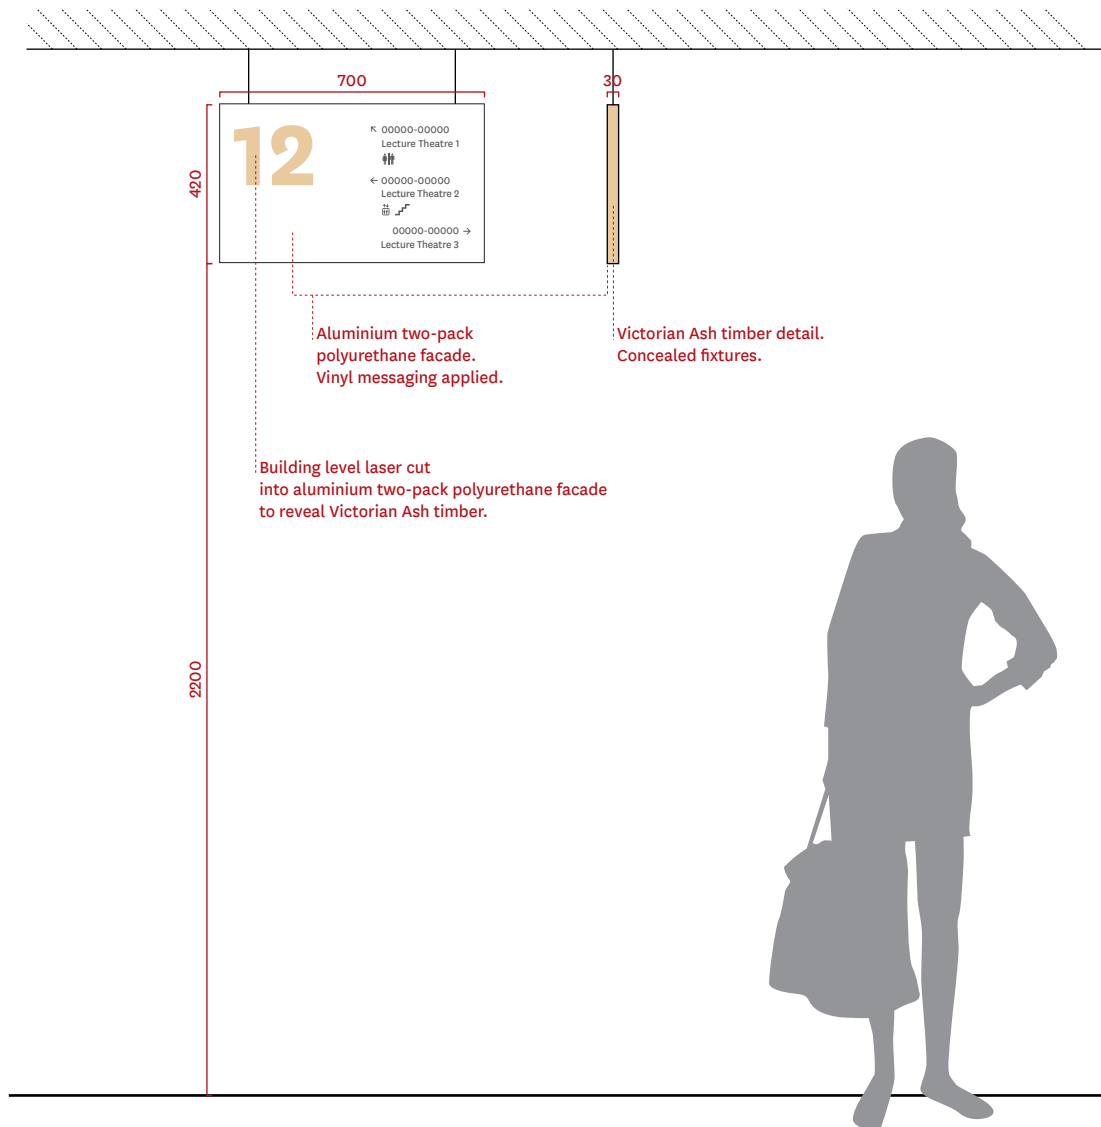 700
30
420
12
↖ 00000-00000
Lecture Theatre 1
← 00000-00000
Lecture Theatre 2
00000-00000 →
Lecture Theatre 3
Aluminium two-pack
polyurethane facade.
Vinyl messaging applied.
Victorian Ash timber detail.
Concealed fixtures.
Building level laser cut
into aluminium two-pack polyurethane facade
to reveal Victorian Ash timber.
2200